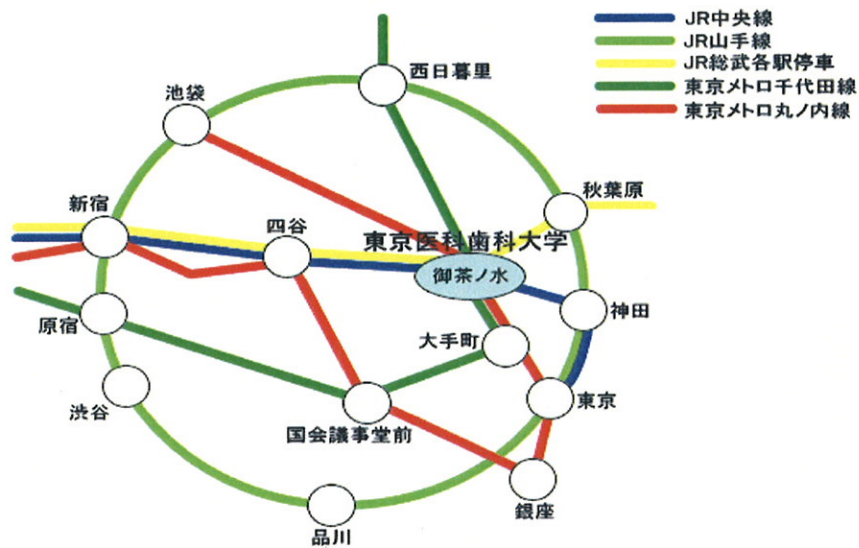 JR中央線
JR山手線
JR総武各駅停車
東京メトロ千代田線
東京メトロ丸ノ内線
西日暮里
池袋
秋葉原
新宿
四谷
東京医科歯科大学
御茶ノ水
神田
原宿
大手町
渋谷
東京
国会議事堂前
銀座
品川